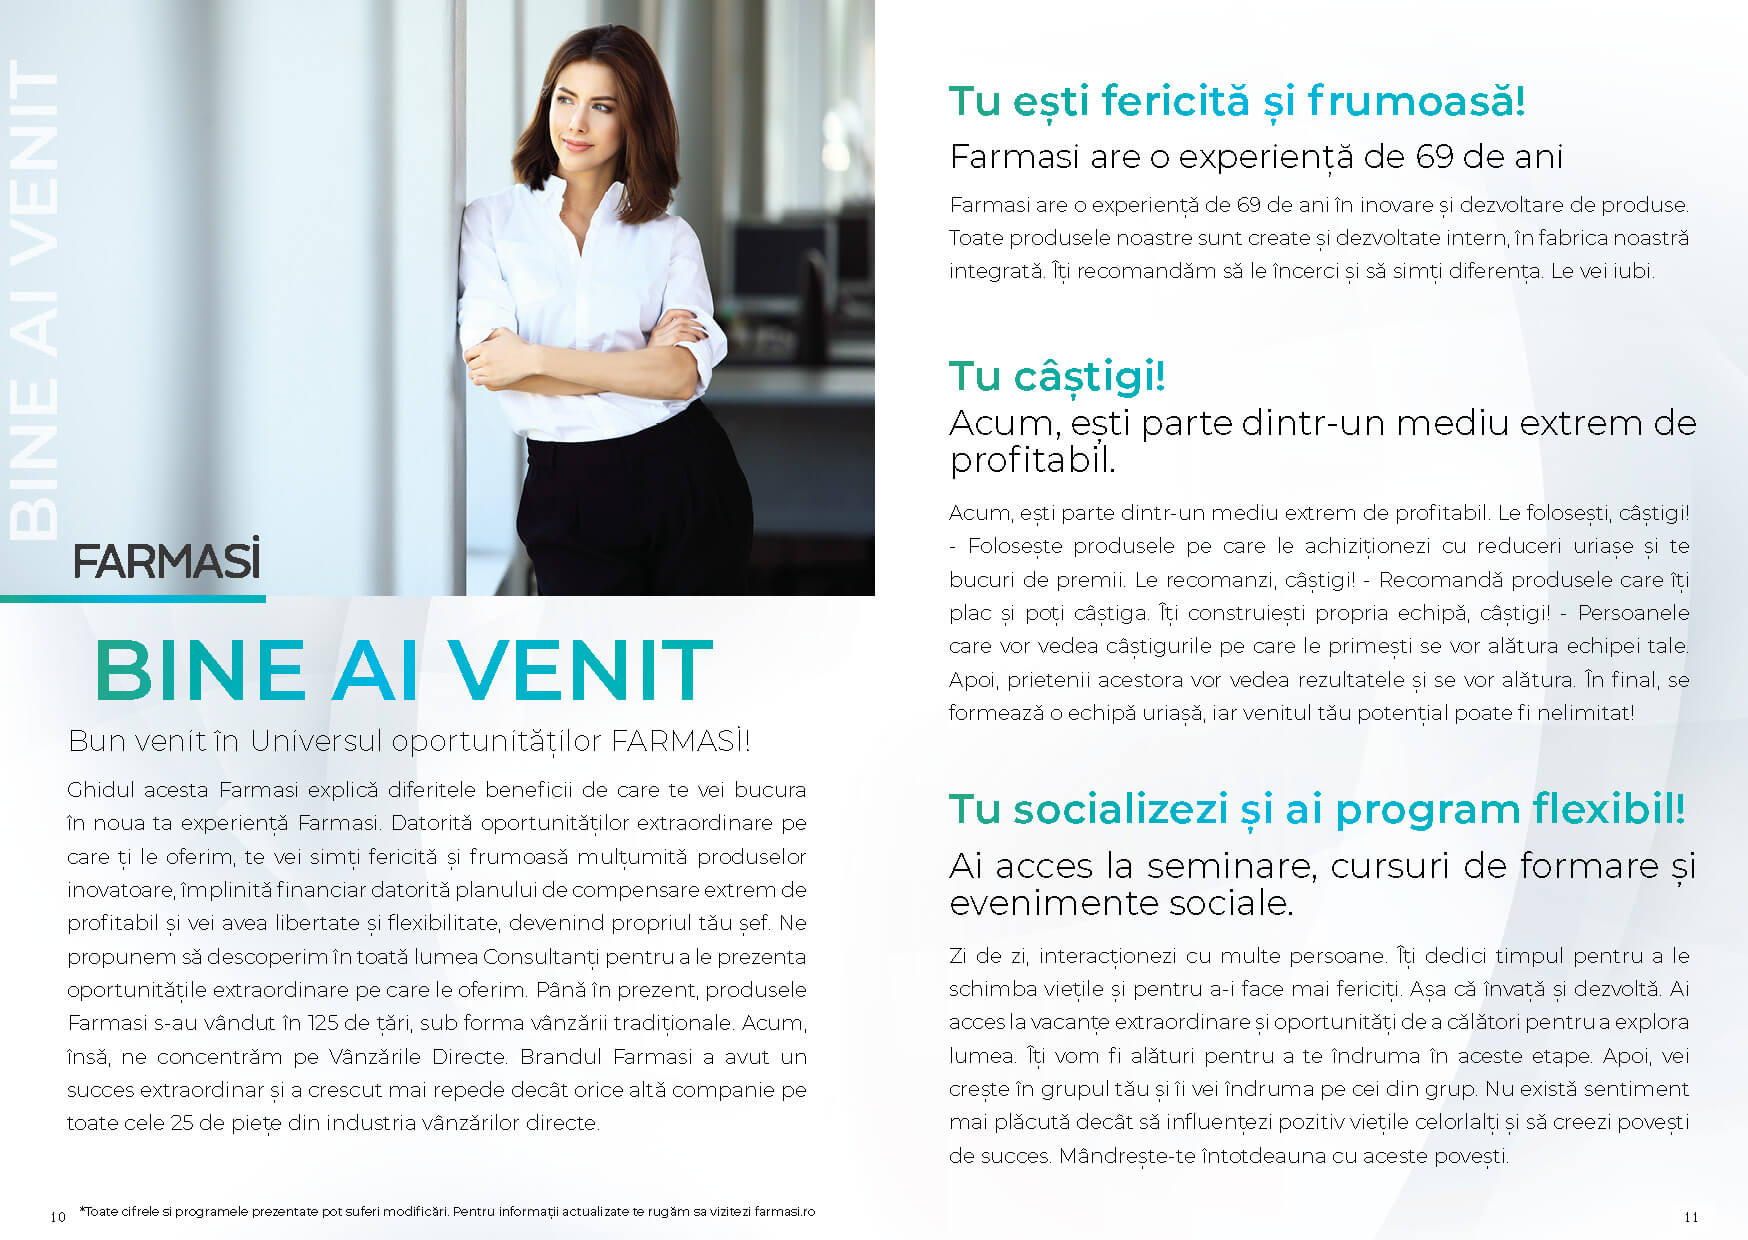 BINE AI VENIT
FARMASİ
BINE AI VENIT
Bun venit în Universul oportunităților FARMASİ!
Ghidul acesta Farmasi explică diferitele beneficii de care te vei bucura
în noua ta experiență Farmasi. Datorită oportunităților extraordinare pe
care ți le oferim, te vei simți fericită și frumoasă mulțumită produselor
inovatoare, împlinită financiar datorită planului de compensare extrem de
profitabil și vei avea libertate și flexibilitate, devenind propriul tău șef. Ne
propunem să descoperim în toată lumea Consultanți pentru a le prezenta
oportunitățile extraordinare pe care le oferim. Până în prezent, produsele
Farmasi s-au vândut în 125 de țări, sub forma vânzării tradiționale. Acum,
însă, ne concentrăm pe Vânzările Directe. Brandul Farmasi a avut un
succes extraordinar și a crescut mai repede decât orice altă companie pe
toate cele 25 de piețe din industria vânzărilor directe.
10 *Toate cifrele si programele prezentate pot suferi modificări. Pentru informații actualizate te rugăm sa vizitezi farmasi.ro
Tu ești fericită și frumoasă!
Farmasi are o experiență de 69 de ani
Farmasi are o experiență de 69 de ani în inovare și dezvoltare de produse.
Toate produsele noastre sunt create și dezvoltate intern, în fabrica noastră
integrată. Îți recomandăm să le încerci și să simți diferența. Le vei iubi.
Tu câștigi!
Acum, ești parte dintr-un mediu extrem de
profitabil.
Acum, ești parte dintr-un mediu extrem de profitabil. Le folosești, câștigi!
- Folosește produsele pe care le achiziționezi cu reduceri uriașe și te
bucuri de premii. Le recomanzi, câștigi! - Recomandă produsele care îți
plac și poți câștiga. Îți construiești propria echipă, câștigi! - Persoanele
care vor vedea câștigurile pe care le primești se vor alătura echipei tale.
Apoi, prietenii acestora vor vedea rezultatele și se vor alătura. În final, se
formează o echipă uriașă, iar venitul tău potențial poate fi nelimitat!
Tu socializezi și ai program flexibil!
Ai acces la seminare, cursuri de formare și
evenimente sociale.
Zi de zi, interacționezi cu multe persoane. Îți dedici timpul pentru a le
schimba viețile și pentru a-i face mai fericiți. Așa că învață și dezvoltă. Ai
acces la vacanțe extraordinare și oportunități de a călători pentru a explora
lumea. Îți vom fi alături pentru a te îndruma în aceste etape. Apoi, vei
crește în grupul tău și îi vei îndruma pe cei din grup. Nu există sentiment
mai plăcută decât să influențezi pozitiv viețile celorlalți și să creezi povești
de succes. Mândrește-te întotdeauna cu aceste povești.
11